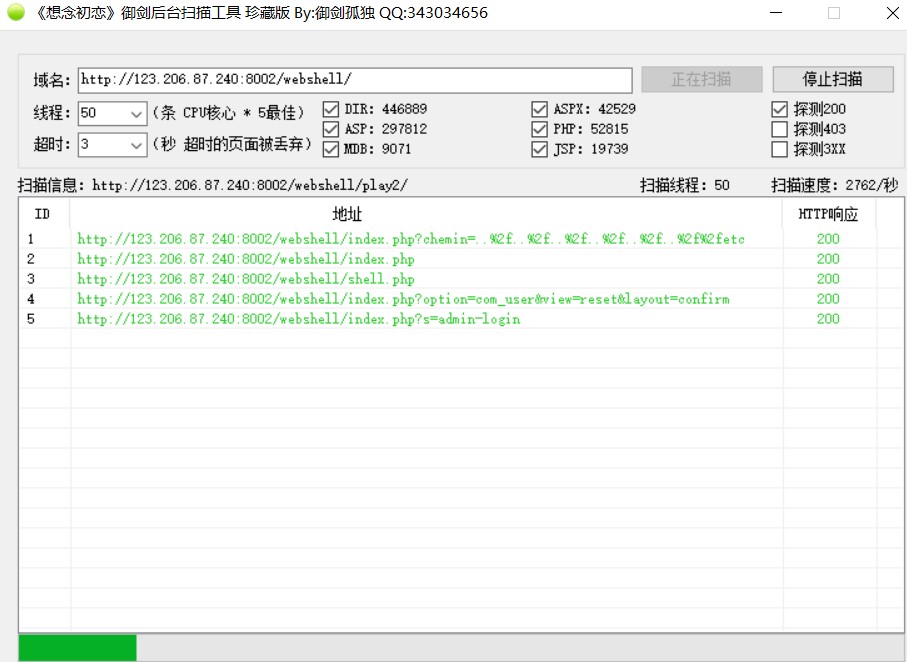 《想念初恋》御剑后台扫描工具 珍藏版 By:御剑孤独 QQ:343034656
域名: http://123.206.87.240:8002/webshell/ 正在扫描 停止扫描
线程: 50 (条 CPU核心 * 5最佳) DIR: 446889 ASPX: 42529 探测200
ASP: 297812 PHP: 52815 探测403
超时: 3 (秒 超时的页面被丢弃) MDB: 9071 JSP: 19739 探测3XX
扫描信息: http://123.206.87.240:8002/webshell/play2/ 扫描线程: 50 扫描速度: 2762/秒
ID 地址 HTTP响应
1 http://123.206.87.240:8002/webshell/index.php?chemin=..%2f..%2f..%2f..%2f..%2f..%2f%2fetc 200
2 http://123.206.87.240:8002/webshell/index.php 200
3 http://123.206.87.240:8002/webshell/shell.php 200
4 http://123.206.87.240:8002/webshell/index.php?option=com_user&view=reset&layout=confirm 200
5 http://123.206.87.240:8002/webshell/index.php?s=admin-login 200